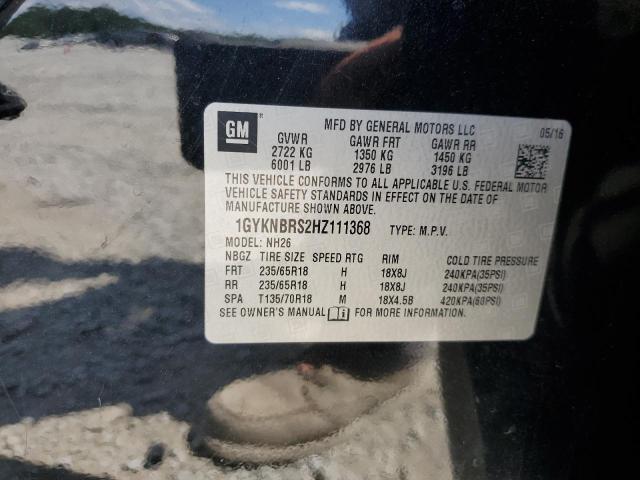 GM ®
MFD BY GENERAL MOTORS LLC 05/16
GVWR GAWR FRT GAWR RR
2722 KG 1350 KG 1450 KG
6001 LB 2976 LB 3196 LB
THIS VEHICLE CONFORMS TO ALL APPLICABLE U.S. FEDERAL MOTOR
VEHICLE SAFETY STANDARDS IN EFFECT ON THE DATE OF
MANUFACTURE SHOWN ABOVE.
1GYKNBRS2HZ111368 TYPE: M.P.V.
MODEL: NH26
NBGZ TIRE SIZE SPEED RTG RIM COLD TIRE PRESSURE
FRT 235/65R18 H 18X8J 240KPA(35PSI)
RR 235/65R18 H 18X8J 240KPA(35PSI)
SPA T135/70R18 M 18X4.5B 420KPA(60PSI)
SEE OWNER'S MANUAL FOR MORE INFORMATION.